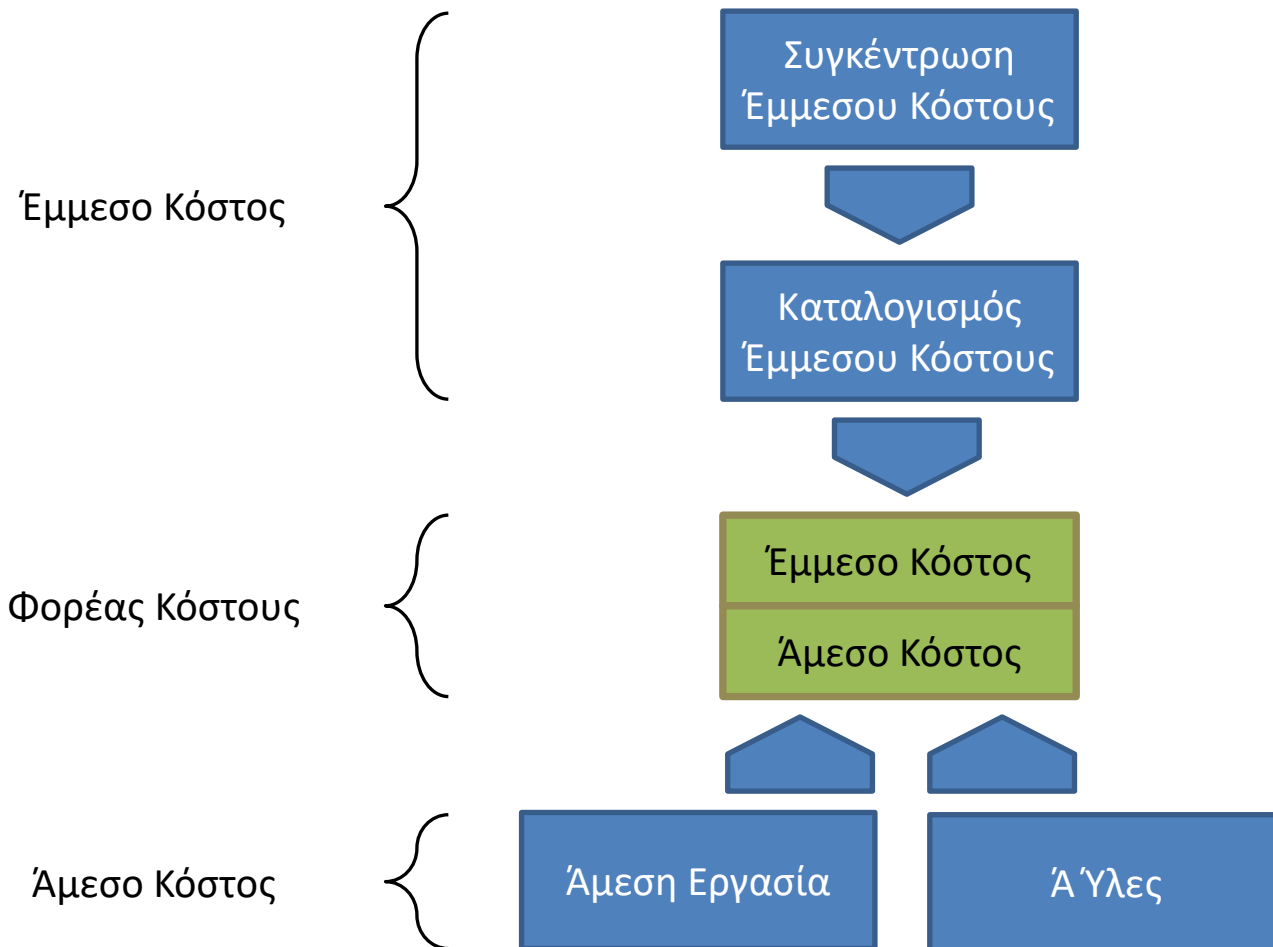 Συγκέντρωση
Έμμεσου Κόστους
Έμμεσο Κόστος
Καταλογισμός
Έμμεσου Κόστους
Έμμεσο Κόστος
Φορέας Κόστους
Άμεσο Κόστος
Άμεσο Κόστος
Άμεση Εργασία
Ά Ύλες